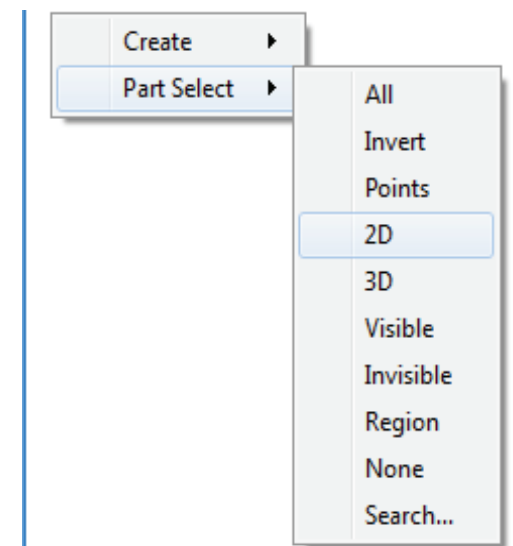 Create
Part Select
All
Invert
Points
2D
3D
Visible
Invisible
Region
None
Search...